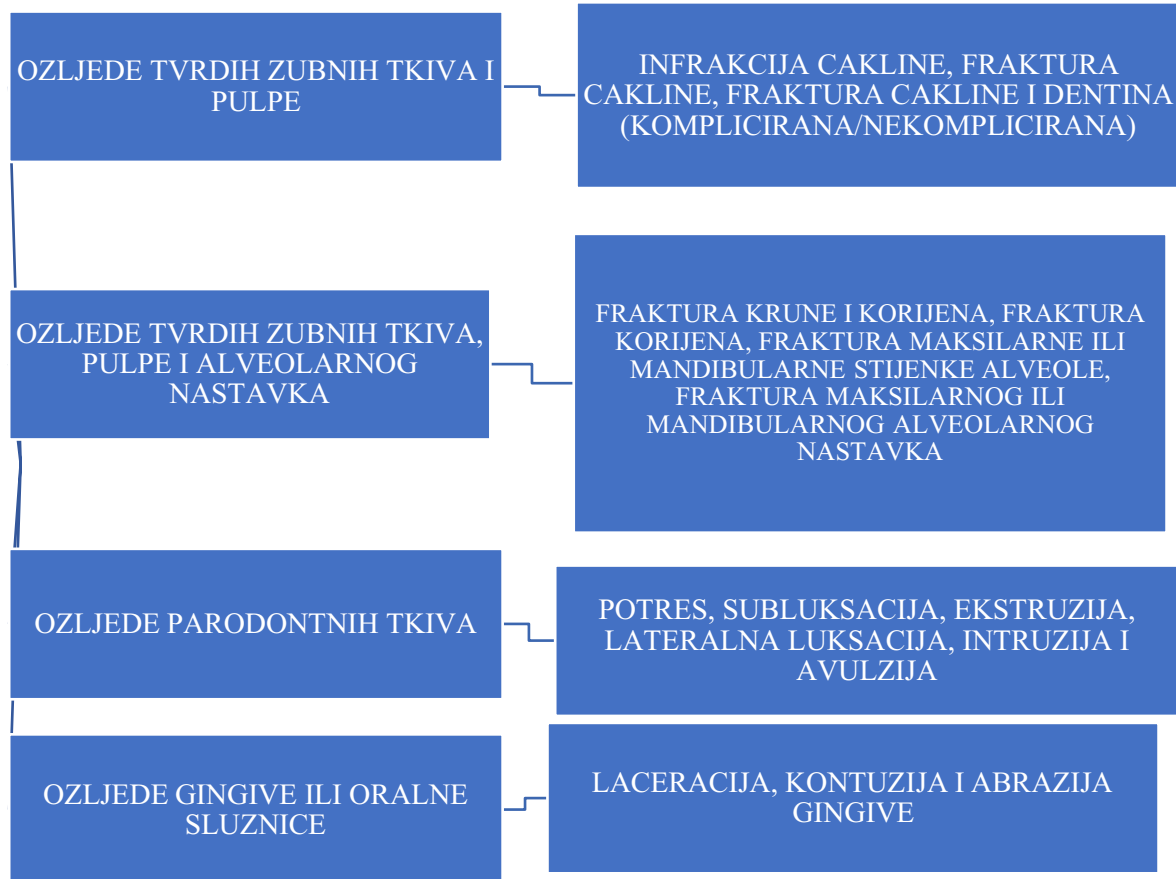 OZLJEDE TVRDIH ZUBNIH TKIVA I
PULPE
INFRAKCIJA CAKLINE, FRAKTURA
CAKLINE, FRAKTURA CAKLINE I DENTINA
(KOMPLICIRANA/NEKOMPLICIRANA)
OZLJEDE TVRDIH ZUBNIH TKIVA,
PULPE I ALVEOLARNOG
NASTAVKA
FRAKTURA KRUNE I KORIJENA, FRAKTURA
KORIJENA, FRAKTURA MAKSILARNE ILI
MANDIBULARNE STIJENKE ALVEOLE,
FRAKTURA MAKSILARNOG ILI
MANDIBULARNOG ALVEOLARNOG
NASTAVKA
OZLJEDE PARODONTNIH TKIVA
POTRES, SUBLUKSACIJA, EKSTRUZIJA,
LATERALNA LUKSACIJA, INTRUZIJA I
AVULZIJA
OZLJEDE GINGIVE ILI ORALNE
SLUZNICE
LACERACIJA, KONTUZIJA I ABRAZIJA
GINGIVE